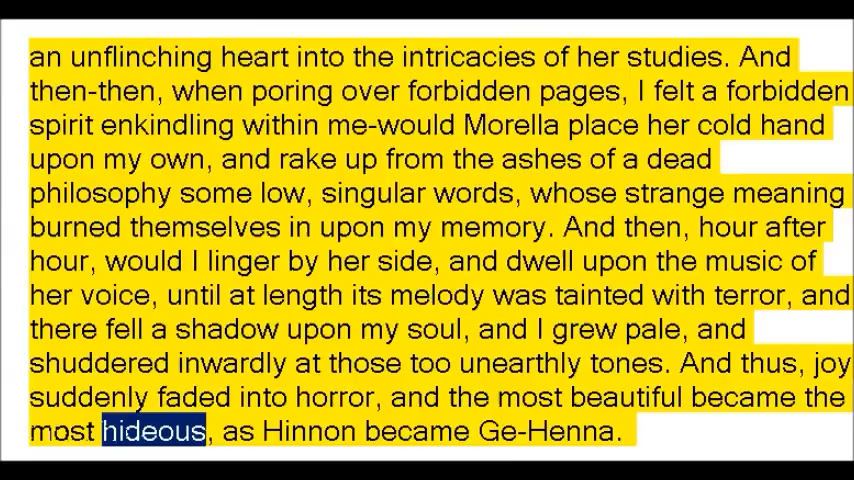 an unflinching heart into the intricacies of her studies. And
then-then, when poring over forbidden pages, I felt a forbidden
spirit enkindling within me-would Morella place her cold hand
upon my own, and rake up from the ashes of a dead
philosophy some low, singular words, whose strange meaning
burned themselves in upon my memory. And then, hour after
hour, would I linger by her side, and dwell upon the music of
her voice, until at length its melody was tainted with terror, and
there fell a shadow upon my soul, and I grew pale, and
shuddered inwardly at those too unearthly tones. And thus, joy
suddenly faded into horror, and the most beautiful became the
most hideous, as Hinnon became Ge-Henna.